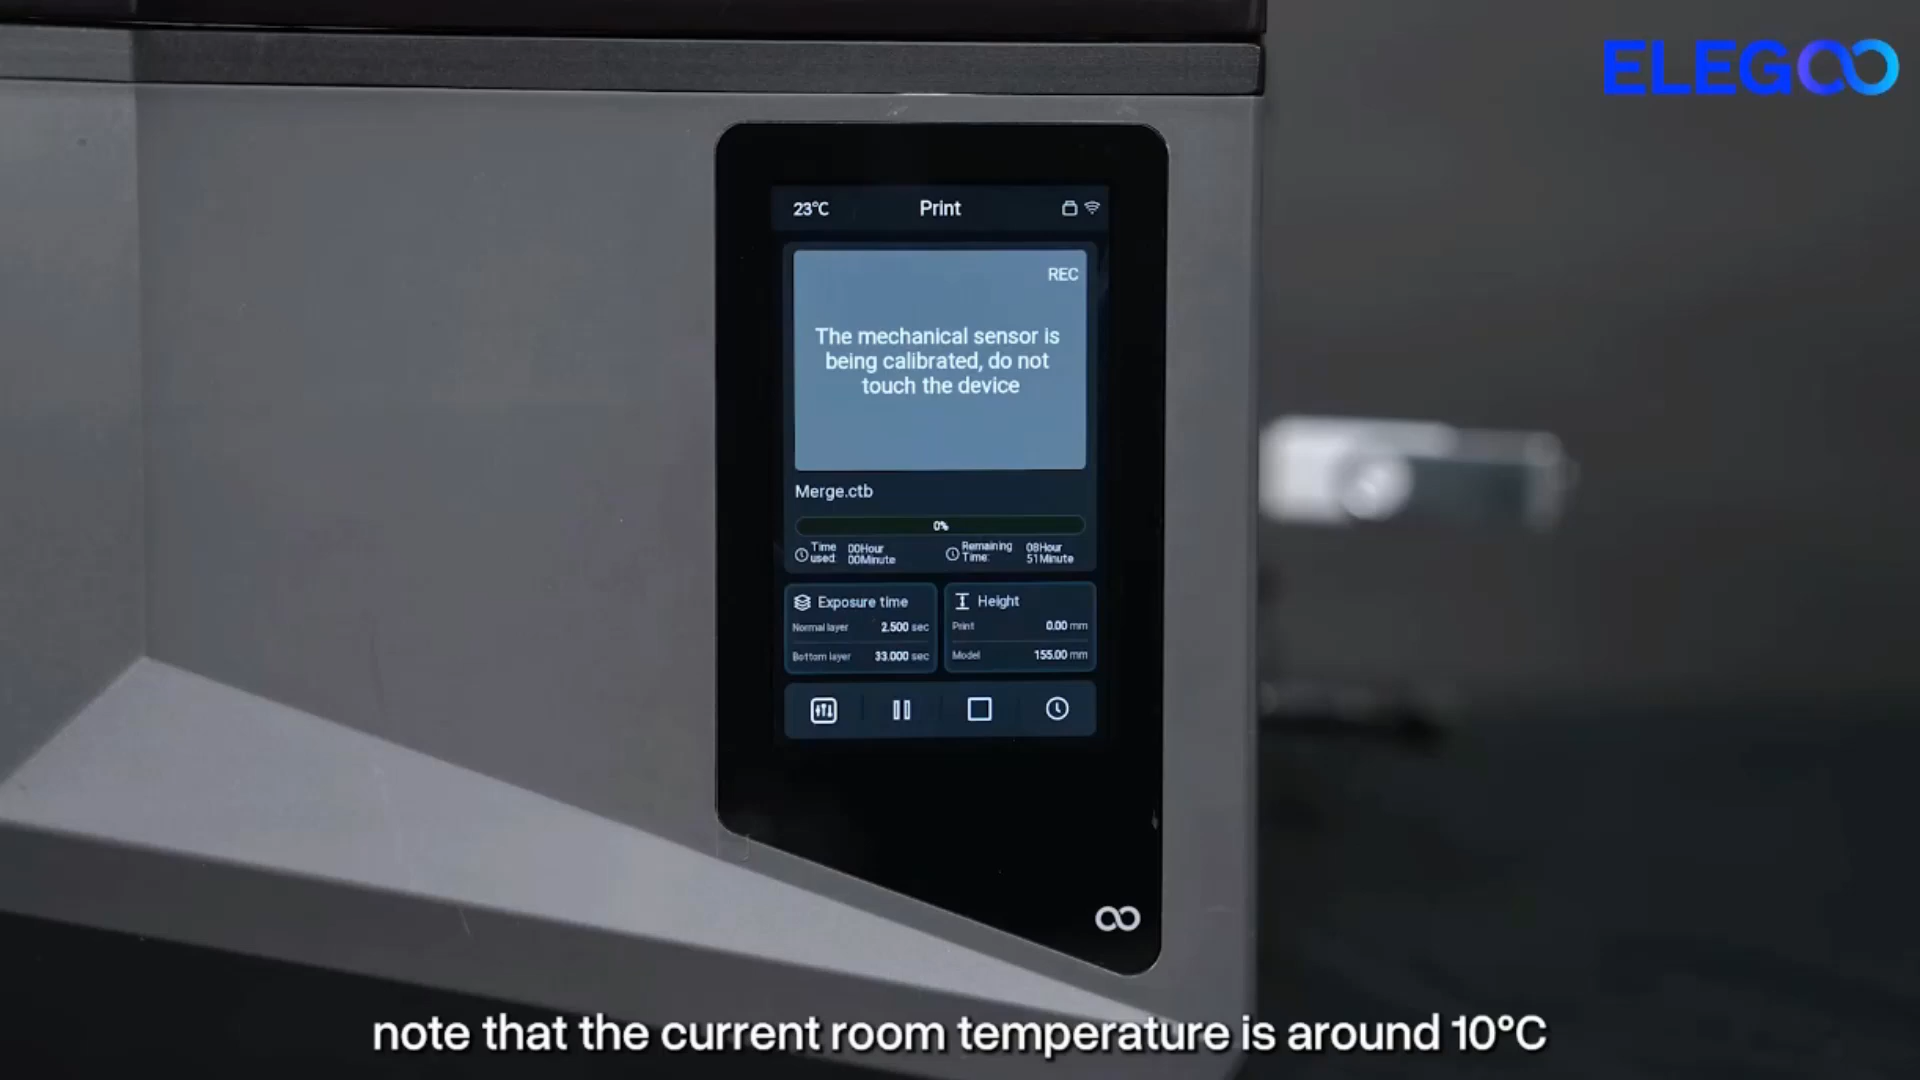 ELEGOO
23°C Print
REC
The mechanical sensor is
being calibrated, do not
touch the device
Merge.ctb
0%
Time used: 00Hour 00Minute
Remaining Time: 08Hour 51Minute
Exposure time
Normal layer 2.500 sec
Bottom layer 33.000 sec
Height
Print 0.00 mm
Model 155.00 mm
note that the current room temperature is around 10°C